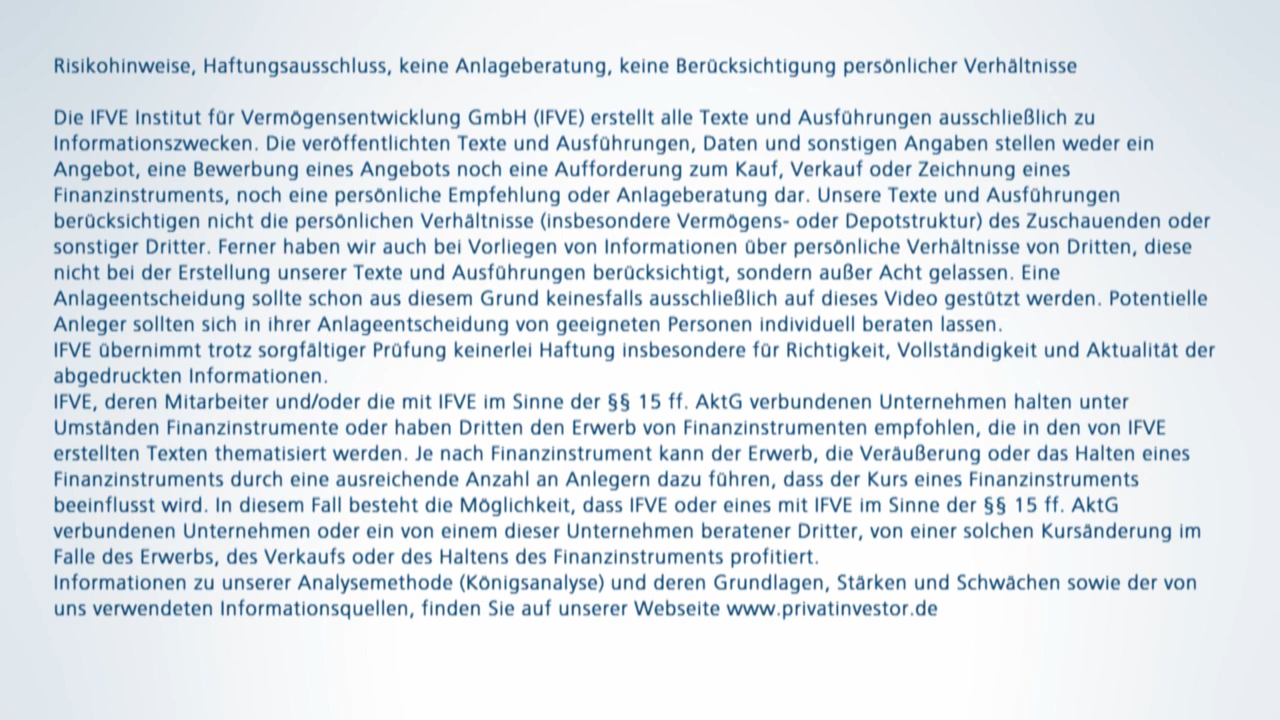 Risikohinweise, Haftungsausschluss, keine Anlageberatung, keine Berücksichtigung persönlicher Verhältnisse
Die IFVE Institut für Vermögensentwicklung GmbH (IFVE) erstellt alle Texte und Ausführungen ausschließlich zu
Informationszwecken. Die veröffentlichten Texte und Ausführungen, Daten und sonstigen Angaben stellen weder ein
Angebot, eine Bewerbung eines Angebots noch eine Aufforderung zum Kauf, Verkauf oder Zeichnung eines
Finanzinstruments, noch eine persönliche Empfehlung oder Anlageberatung dar. Unsere Texte und Ausführungen
berücksichtigen nicht die persönlichen Verhältnisse (insbesondere Vermögens- oder Depotstruktur) des Zuschauenden oder
sonstiger Dritter. Ferner haben wir auch bei Vorliegen von Informationen über persönliche Verhältnisse von Dritten, diese
nicht bei der Erstellung unserer Texte und Ausführungen berücksichtigt, sondern außer Acht gelassen. Eine
Anlageentscheidung sollte schon aus diesem Grund keinesfalls ausschließlich auf dieses Video gestützt werden. Potentielle
Anleger sollten sich in ihrer Anlageentscheidung von geeigneten Personen individuell beraten lassen.
IFVE übernimmt trotz sorgfältiger Prüfung keinerlei Haftung insbesondere für Richtigkeit, Vollständigkeit und Aktualität der
abgedruckten Informationen.
IFVE, deren Mitarbeiter und/oder die mit IFVE im Sinne der §§ 15 ff. AktG verbundenen Unternehmen halten unter
Umständen Finanzinstrumente oder haben Dritten den Erwerb von Finanzinstrumenten empfohlen, die in den von IFVE
erstellten Texten thematisiert werden. Je nach Finanzinstrument kann der Erwerb, die Veräußerung oder das Halten eines
Finanzinstruments durch eine ausreichende Anzahl an Anlegern dazu führen, dass der Kurs eines Finanzinstruments
beeinflusst wird. In diesem Fall besteht die Möglichkeit, dass IFVE oder eines mit IFVE im Sinne der §§ 15 ff. AktG
verbundenen Unternehmen oder ein von einem dieser Unternehmen beratener Dritter, von einer solchen Kursänderung im
Falle des Erwerbs, des Verkaufs oder des Haltens des Finanzinstruments profitiert.
Informationen zu unserer Analysemethode (Königsanalyse) und deren Grundlagen, Stärken und Schwächen sowie der von
uns verwendeten Informationsquellen, finden Sie auf unserer Webseite www.privatinvestor.de